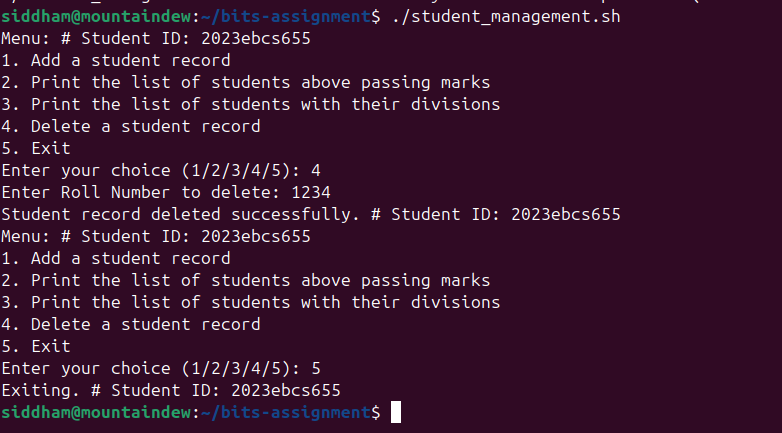 siddham@mountaindew:~/bits-assignment$ ./student_management.sh
Menu: # Student ID: 2023ebcs655
1. Add a student record
2. Print the list of students above passing marks
3. Print the list of students with their divisions
4. Delete a student record
5. Exit
Enter your choice (1/2/3/4/5): 4
Enter Roll Number to delete: 1234
Student record deleted successfully. # Student ID: 2023ebcs655
Menu: # Student ID: 2023ebcs655
1. Add a student record
2. Print the list of students above passing marks
3. Print the list of students with their divisions
4. Delete a student record
5. Exit
Enter your choice (1/2/3/4/5): 5
Exiting. # Student ID: 2023ebcs655
siddham@mountaindew:~/bits-assignment$